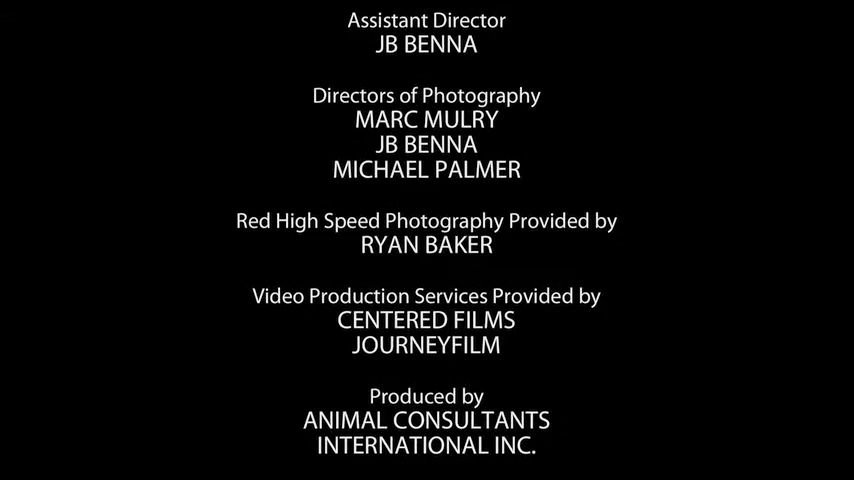 Assistant Director
JB BENNA
Directors of Photography
MARC MULRY
JB BENNA
MICHAEL PALMER
Red High Speed Photography Provided by
RYAN BAKER
Video Production Services Provided by
CENTERED FILMS
JOURNEYFILM
Produced by
ANIMAL CONSULTANTS
INTERNATIONAL INC.